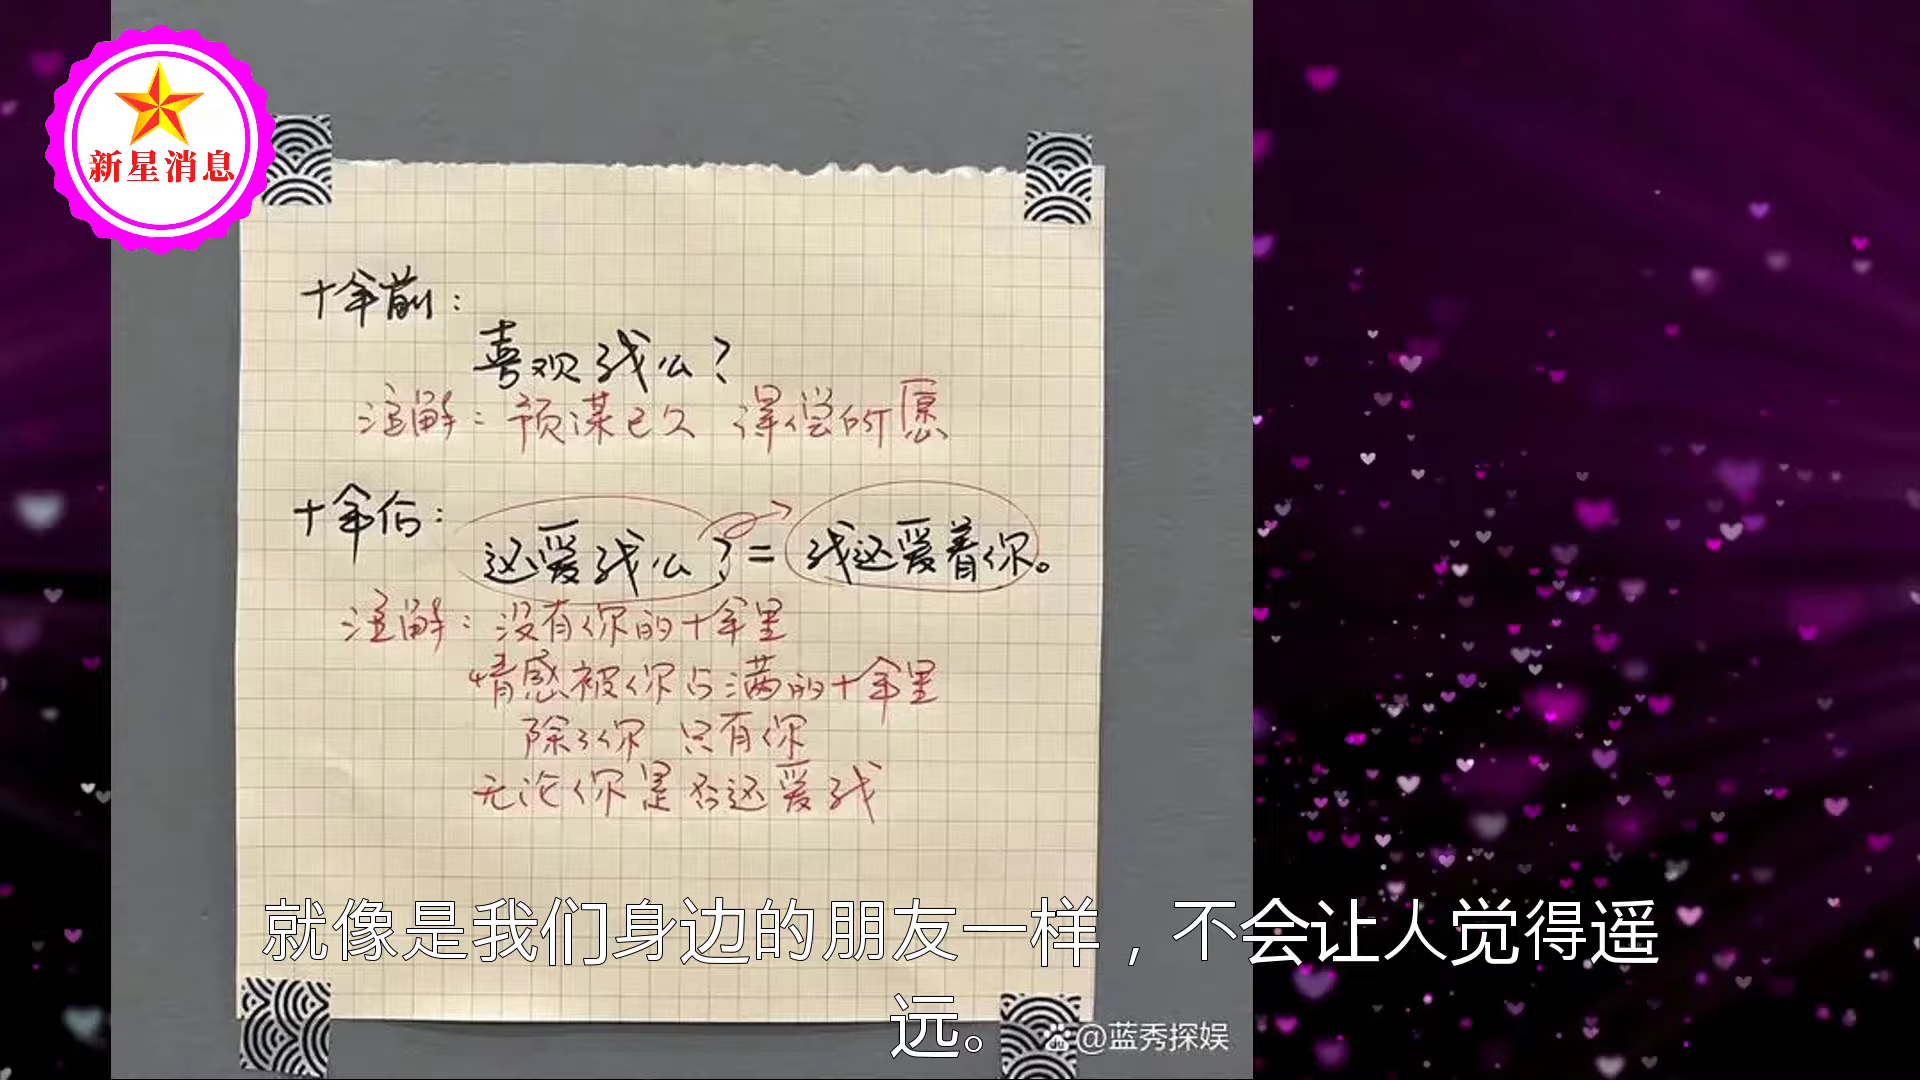 新星消息
十年前：
喜欢我么？
注解：预谋已久 得偿所愿
十年后：
还爱我么？=我还爱着你。
注解：没有你的十年里
情感被你占满的十年里
除了你 只有你
无论你是否还爱我
就像是我们身边的朋友一样，不会让人觉得遥
远。
du @蓝秀探娱